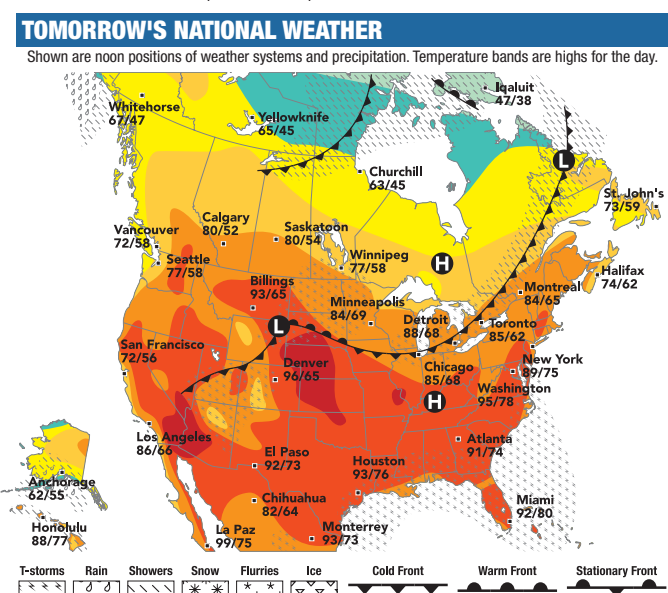 TOMORROW'S NATIONAL WEATHER
Shown are noon positions of weather systems and precipitation. Temperature bands are highs for the day.
Iqaluit
47/38
Whitehorse
67/47
Yellowknife
65/45
L
Churchill
63/45
St. John's
73/59
Calgary
80/52
Saskatoon
80/54
Vancouver
72/58
Seattle
77/58
Winnipeg
77/58
H
Halifax
74/62
Billings
93/65
Montreal
84/65
Minneapolis
84/69
L
Detroit
88/68
Toronto
85/62
San Francisco
72/56
Denver
96/65
Chicago
85/68
New York
89/75
H
Washington
95/78
Los Angeles
86/66
Atlanta
91/74
El Paso
92/73
Houston
93/76
Anchorage
62/55
Chihuahua
82/64
Miami
92/80
Honolulu
88/77
La Paz
99/75
Monterrey
93/73
T-storms Rain Showers Snow Flurries Ice Cold Front Warm Front Stationary Front